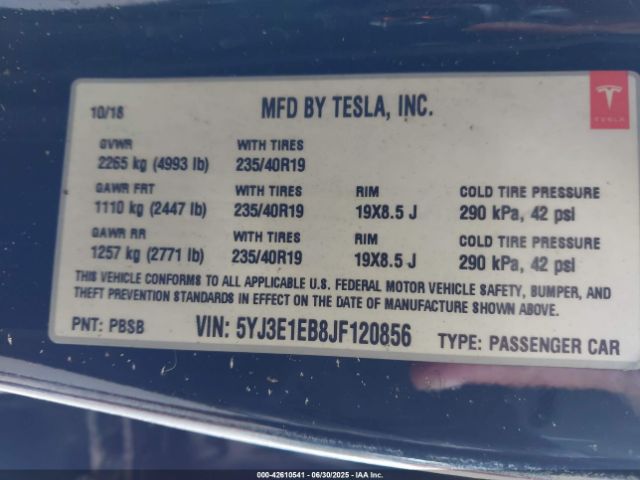 10/18 MFD BY TESLA, INC.
TESLA
GVWR WITH TIRES
2265 kg (4993 lb) 235/40R19
GAWR FRT WITH TIRES RIM COLD TIRE PRESSURE
1110 kg (2447 lb) 235/40R19 19X8.5 J 290 kPa, 42 psi
GAWR RR WITH TIRES RIM COLD TIRE PRESSURE
1257 kg (2771 lb) 235/40R19 19X8.5 J 290 kPa, 42 psi
THIS VEHICLE CONFORMS TO ALL APPLICABLE U.S. FEDERAL MOTOR VEHICLE SAFETY, BUMPER, AND
THEFT PREVENTION STANDARDS IN EFFECT ON THE DATE OF MANUFACTURE SHOWN ABOVE.
PNT: PBSB VIN: 5YJ3E1EB8JF120856 TYPE: PASSENGER CAR
000-42610541 - 06/30/2025 - IAA Inc.